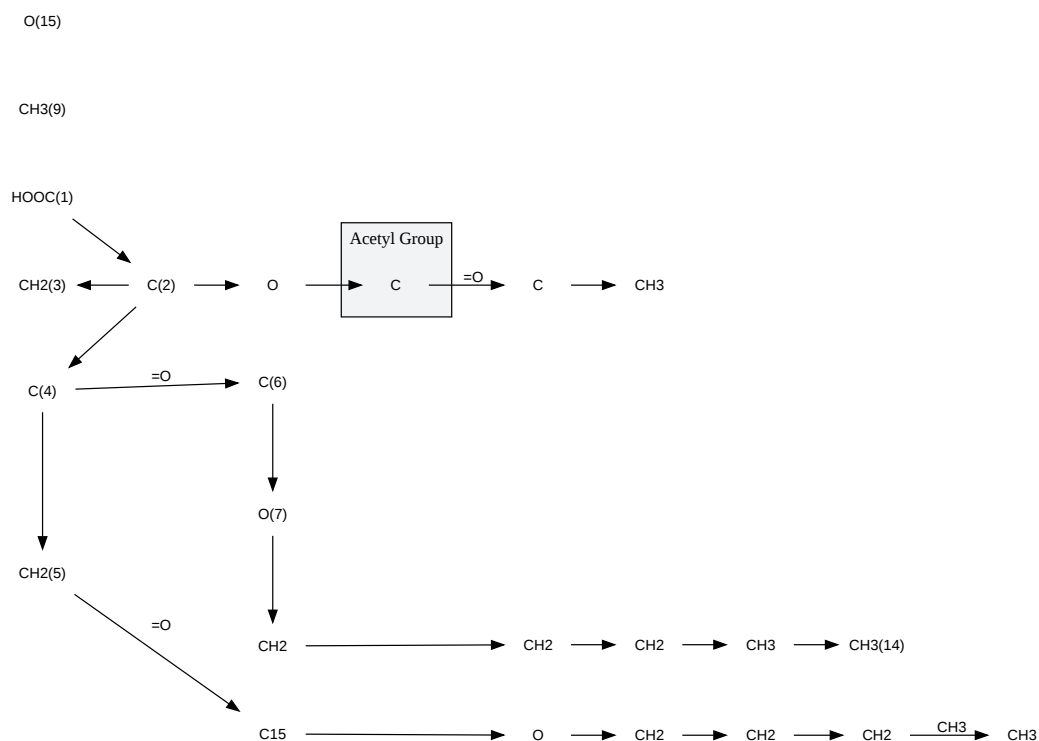 O(15)
CH3(9)
HOOC(1)
Acetyl Group
CH2(3) C(2) O C =O C CH3
C(4) =O C(6)
O(7)
CH2(5)
=O
CH2 CH2 CH2 CH3 CH3(14)
C15 O CH2 CH2 CH2 CH3 CH3